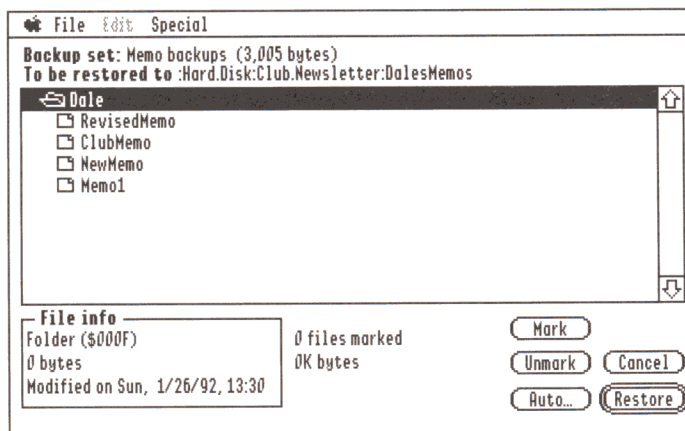 File Edit Special
Backup set: Memo backups (3,005 bytes)
To be restored to :Hard.Disk:Club.Newsletter:DalesMemos
Dale
RevisedMemo
ClubMemo
NewMemo
Memo1
File info
Folder ($000F)
0 bytes
Modified on Sun, 1/26/92, 13:30
0 files marked
0K bytes
Mark
Unmark
Cancel
Auto...
Restore